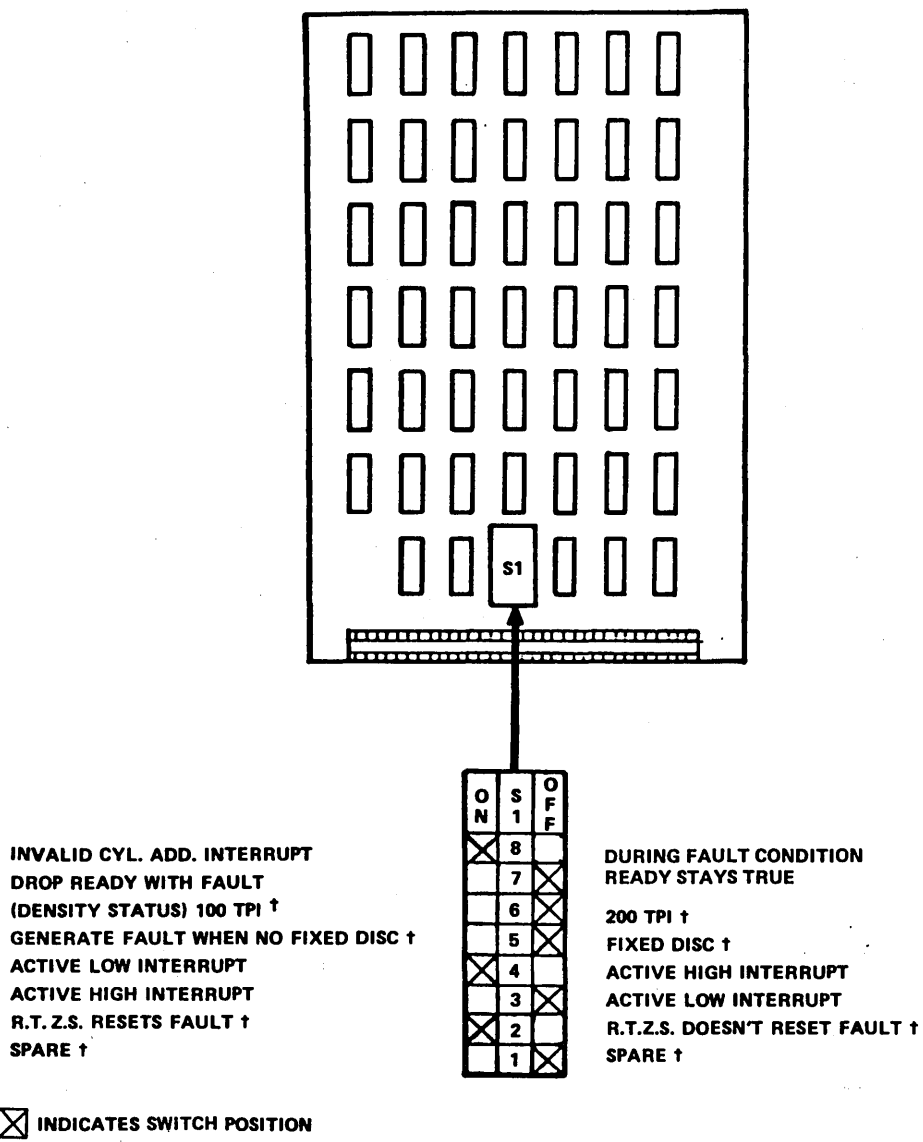 S1
ON S1 OFF
8
7
6
5
4
3
2
1
INVALID CYL. ADD. INTERRUPT
DROP READY WITH FAULT
(DENSITY STATUS) 100 TPI †
GENERATE FAULT WHEN NO FIXED DISC †
ACTIVE LOW INTERRUPT
ACTIVE HIGH INTERRUPT
R.T.Z.S. RESETS FAULT †
SPARE †
DURING FAULT CONDITION
READY STAYS TRUE
200 TPI †
FIXED DISC †
ACTIVE HIGH INTERRUPT
ACTIVE LOW INTERRUPT
R.T.Z.S. DOESN'T RESET FAULT †
SPARE †
INDICATES SWITCH POSITION